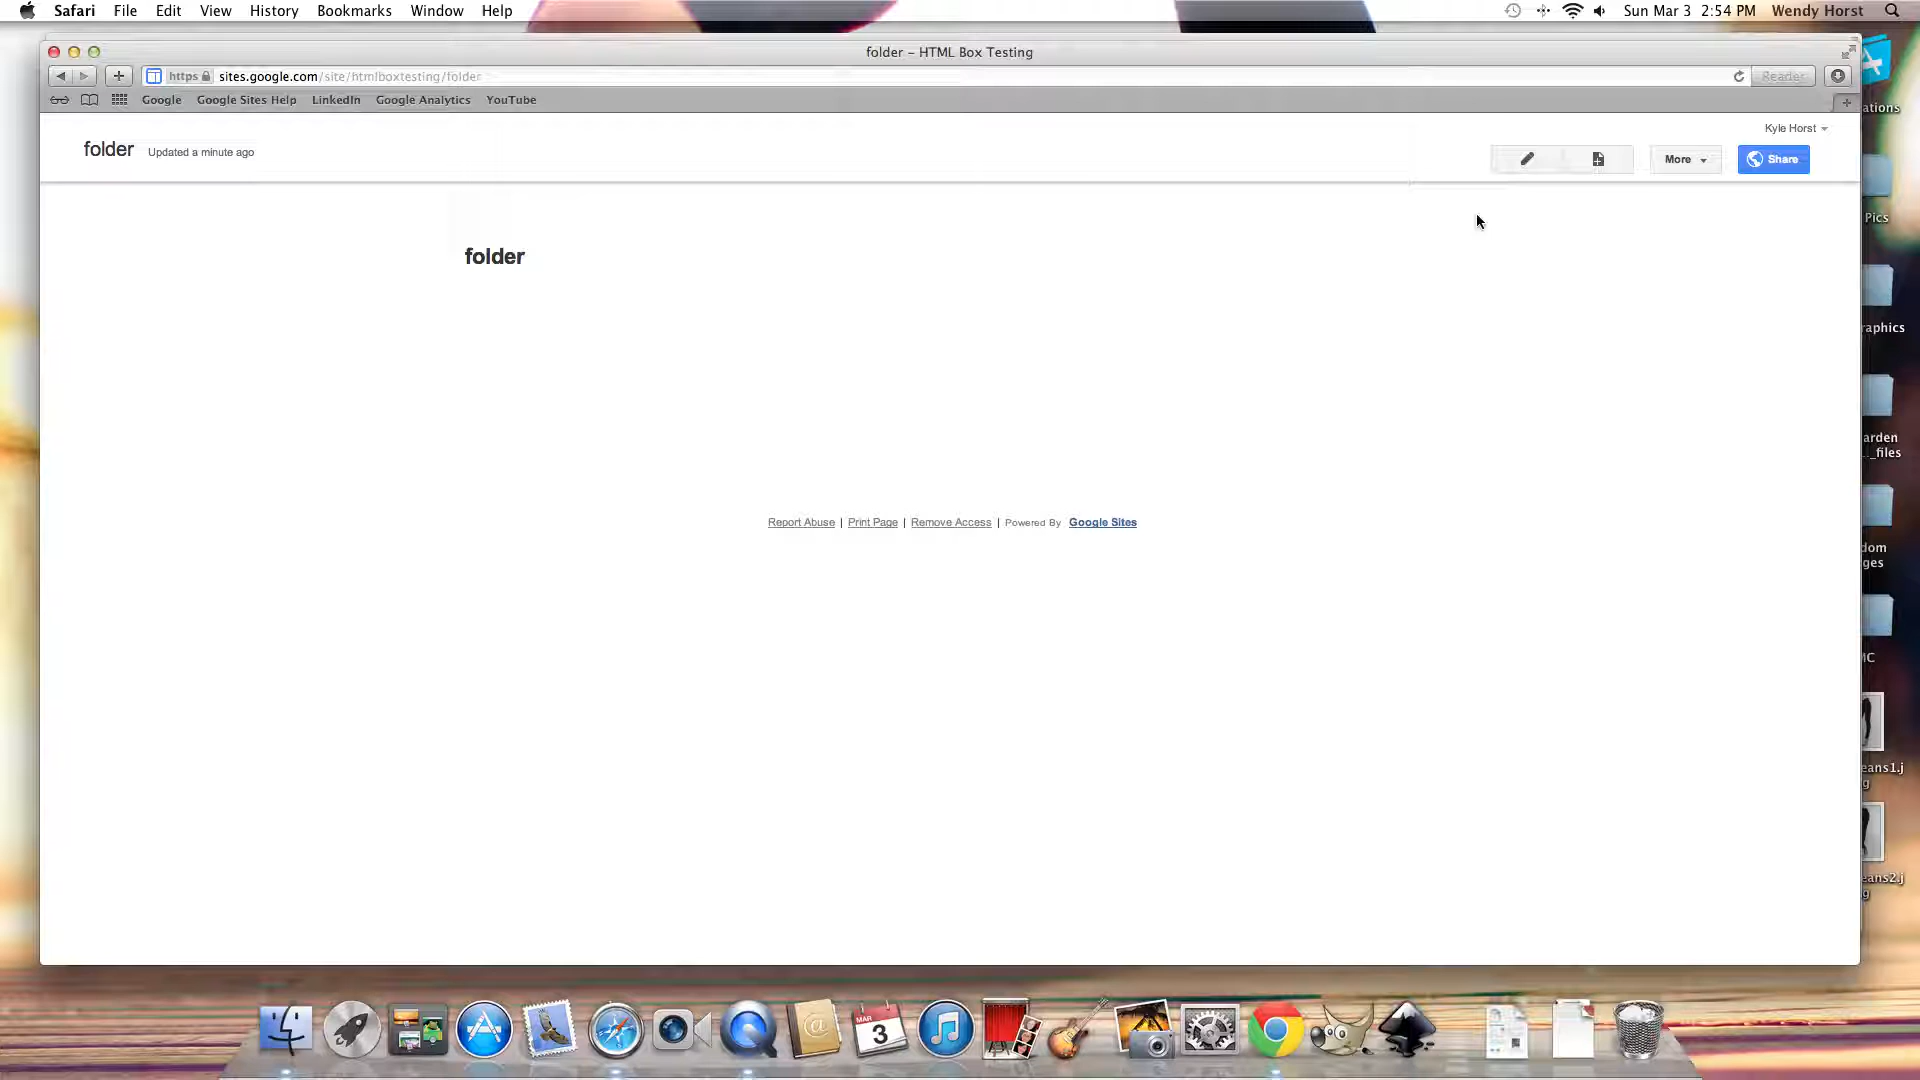 Safari File Edit View History Bookmarks Window Help Sun Mar 3 2:54 PM Wendy Horst
folder – HTML Box Testing
https sites.google.com/site/htmlboxtesting/folder Reader
Google Google Sites Help LinkedIn Google Analytics YouTube
Kyle Horst
folder Updated a minute ago More Share
folder
Report Abuse | Print Page | Remove Access | Powered By Google Sites
ations
Pics
raphics
arden
..._files
dom
ges
eans1.j
g
eans2.j
g
MAR
3